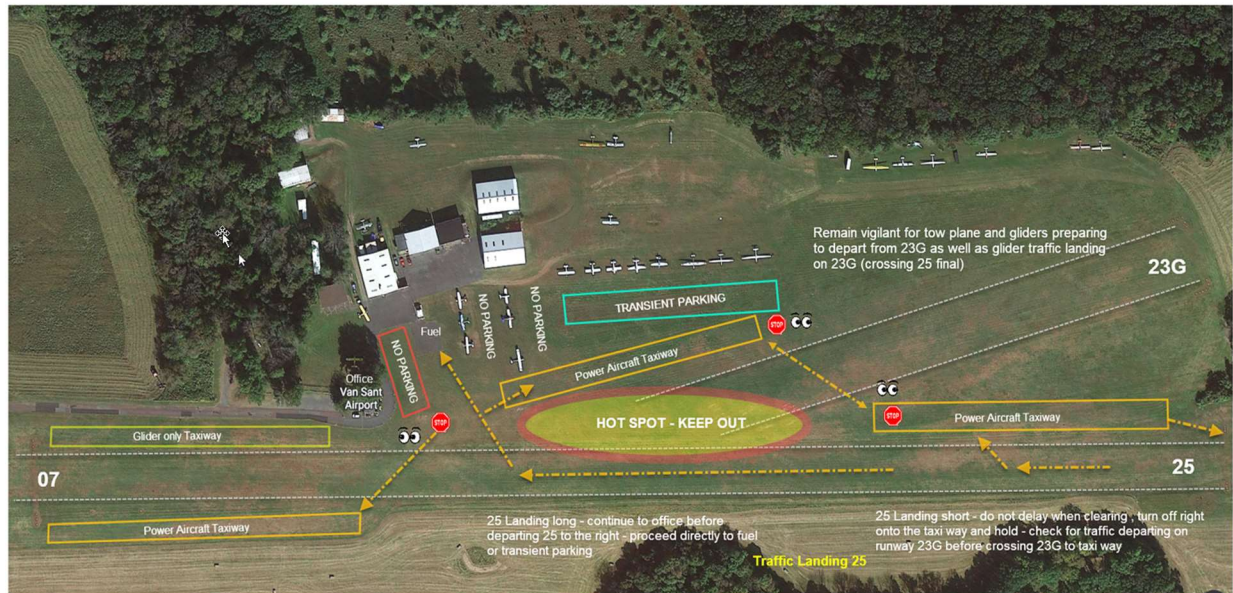 Remain vigilant for tow plane and gliders preparing
to depart from 23G as well as glider traffic landing
on 23G (crossing 25 final)
23G
TRANSIENT PARKING
NO PARKING
NO PARKING
Fuel
STOP
Power Aircraft Taxiway
NO PARKING
Office
Van Sant
Airport
STOP
STOP
HOT SPOT - KEEP OUT
Power Aircraft Taxiway
Glider only Taxiway
07
25
Power Aircraft Taxiway
25 Landing long - continue to office before
departing 25 to the right - proceed directly to fuel
or transient parking
25 Landing short - do not delay when clearing , turn off right
onto the taxi way and hold - check for traffic departing on
runway 23G before crossing 23G to taxi way
Traffic Landing 25